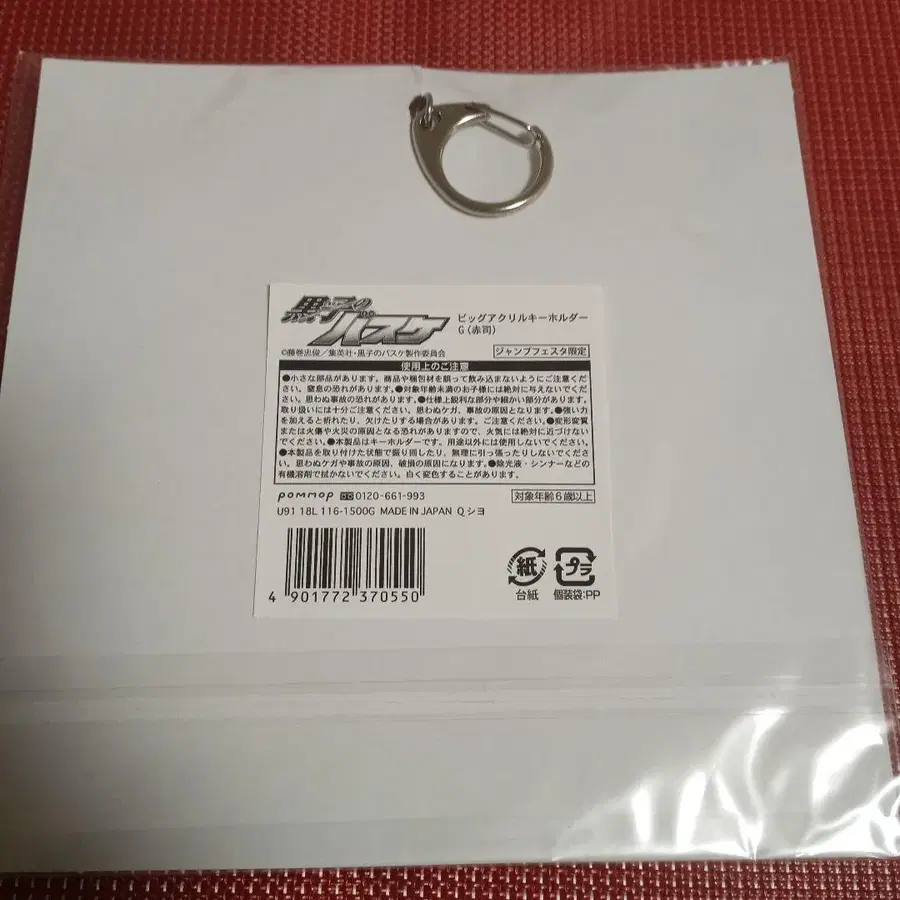 黒子のバスケ
ビッグアクリルキーホルダー
G(赤司)
©藤巻忠俊/集英社・黒子のバスケ製作委員会
ジャンプフェスタ限定
使用上のご注意
●小さな部品があります。商品や梱包材を誤って飲み込まないようにご注意くだ
さい。窒息の恐れがあります。●対象年齢未満のお子様には絶対に与えないでくだ
さい。思わぬ事故の恐れがあります。●仕様上鋭利な部分や細かい部分があります。
取り扱いには十分ご注意ください。思わぬケガ、事故の原因となります。●強い力
を加えると折れたり、欠けたりする場合があります。ご注意ください。●変形変質
または火傷や火災の原因となる恐れがありますので、火気には絶対に近づけない
でください。●本製品はキーホルダーです。用途以外には使用しないでください。
●本製品を取り付けた状態で振り回したり、無理に引っ張ったりしないでくださ
い。思わぬケガや事故の原因、破損の原因になります。●除光液・シンナーなどの
有機溶剤で拭かないでください。白く変色することがあります。
pommop 0120-661-993
対象年齢6歳以上
U91 18L 116-1500G MADE IN JAPAN Qシヨ
4 901772 370550
紙
プラ
台紙
個装袋:PP